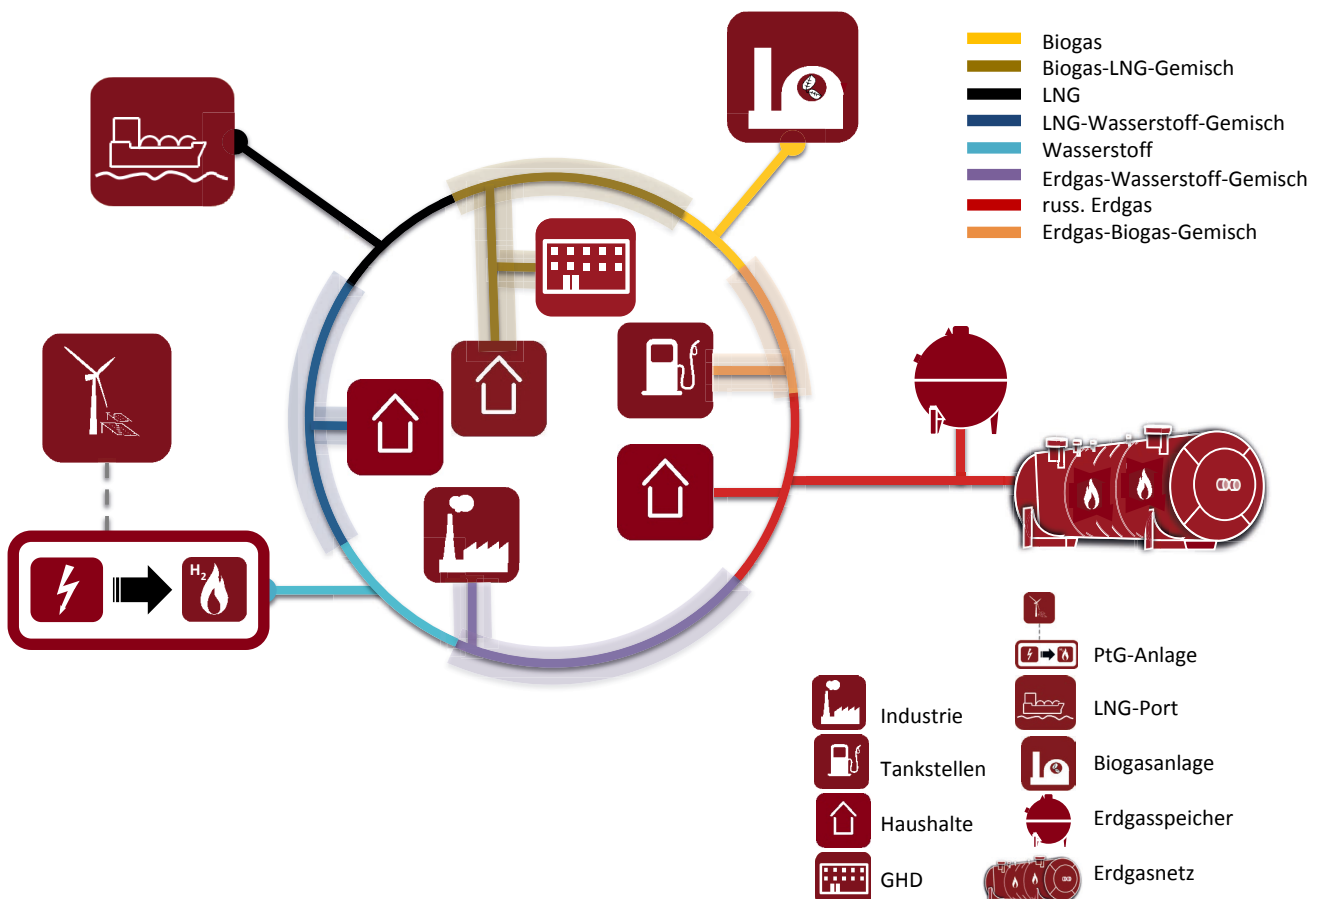 Biogas
Biogas-LNG-Gemisch
LNG
LNG-Wasserstoff-Gemisch
Wasserstoff
Erdgas-Wasserstoff-Gemisch
russ. Erdgas
Erdgas-Biogas-Gemisch
H₂
PtG-Anlage
Industrie
LNG-Port
Tankstellen
Biogasanlage
Haushalte
Erdgasspeicher
GHD
Erdgasnetz